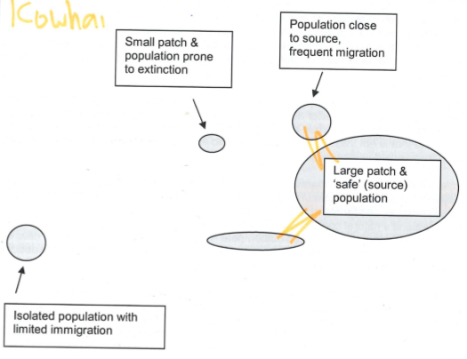 Kowhai
Small patch &
population prone
to extinction
Population close
to source,
frequent migration
Large patch &
'safe' (source)
population
Isolated population with
limited immigration